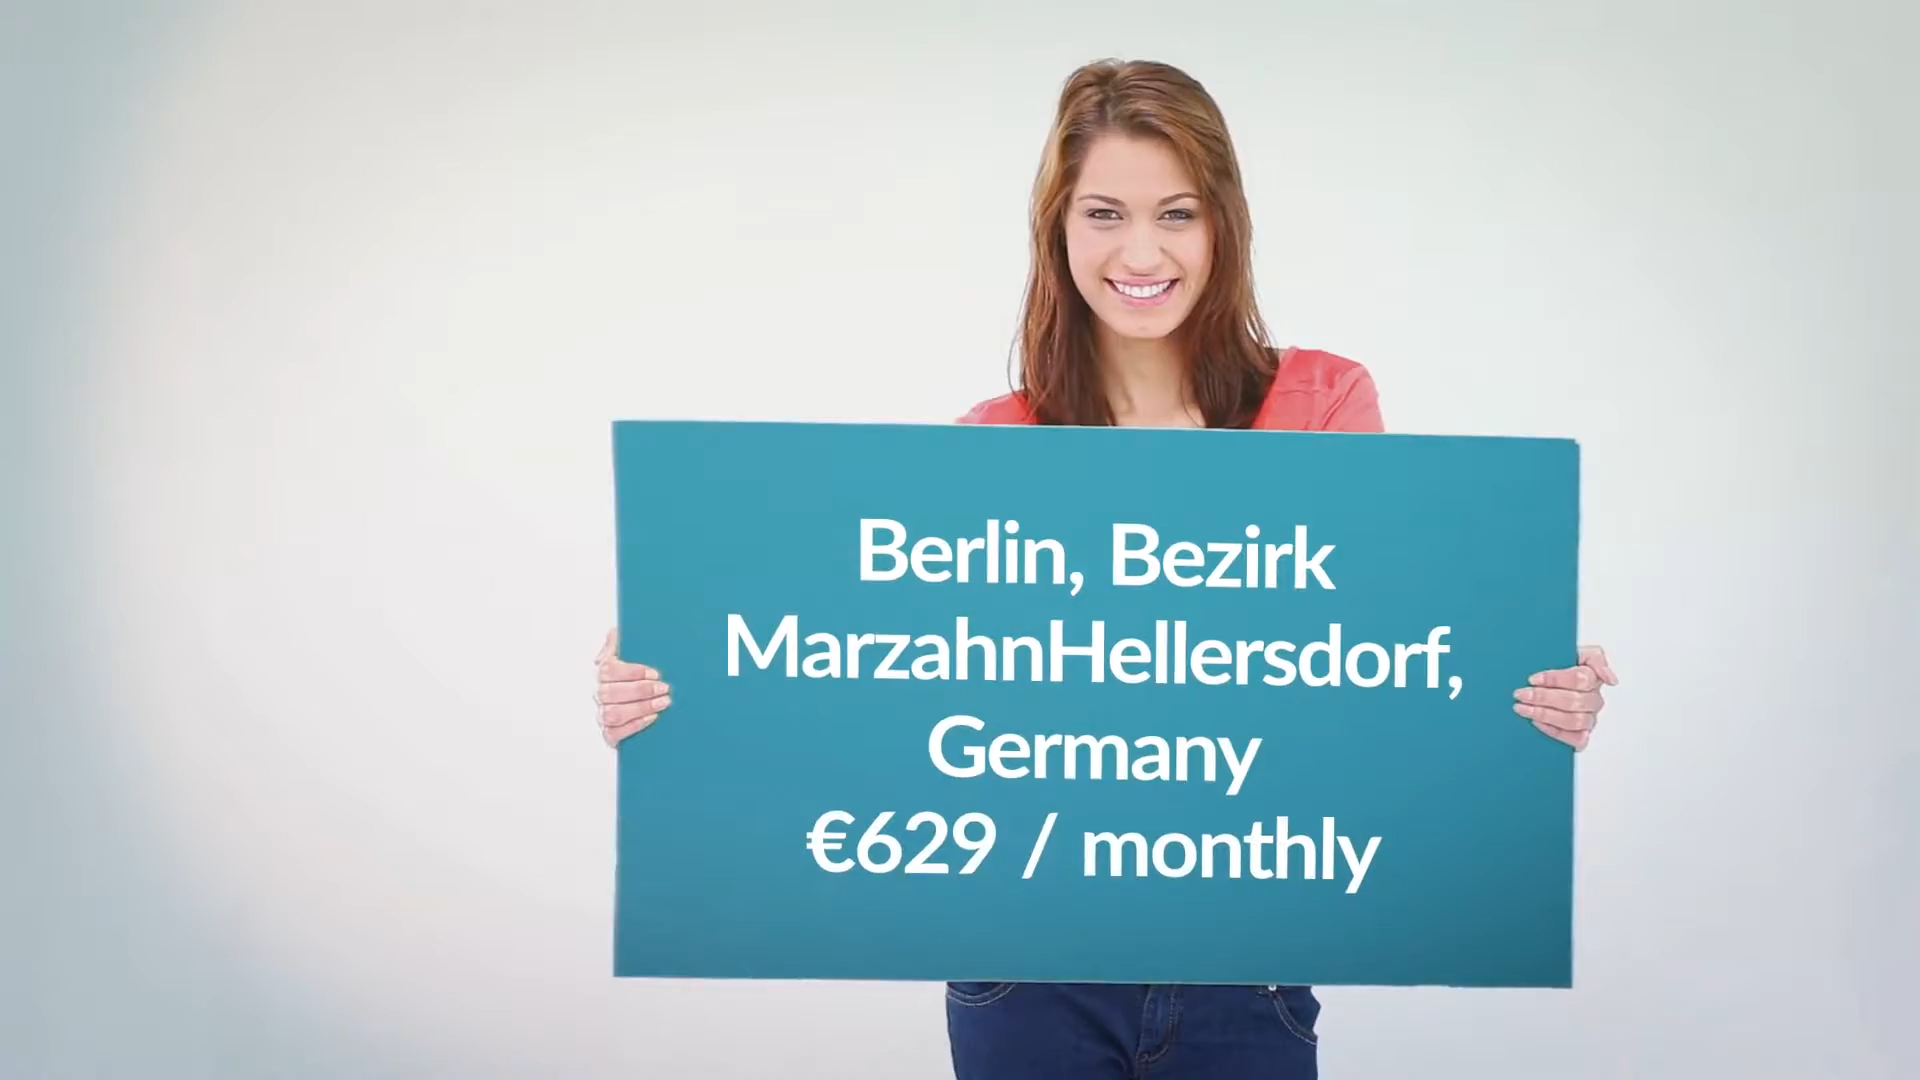 Berlin, Bezirk
MarzahnHellersdorf,
Germany
€629 / monthly